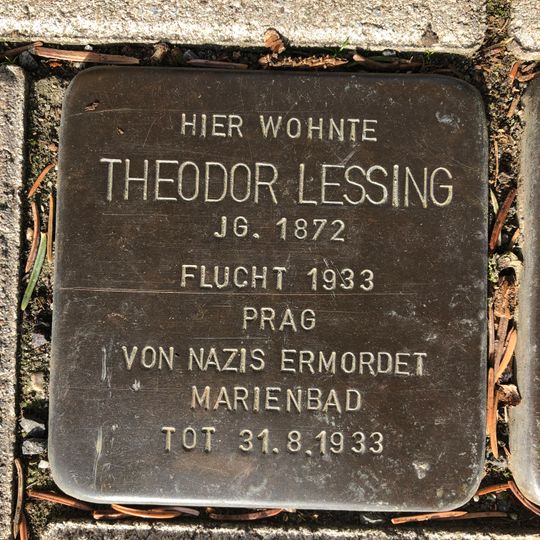 HIER WOHNTE
THEODOR LESSING
JG. 1872
FLUCHT 1933
PRAG
VON NAZIS ERMORDET
MARIENBAD
TOT 31.8.1933